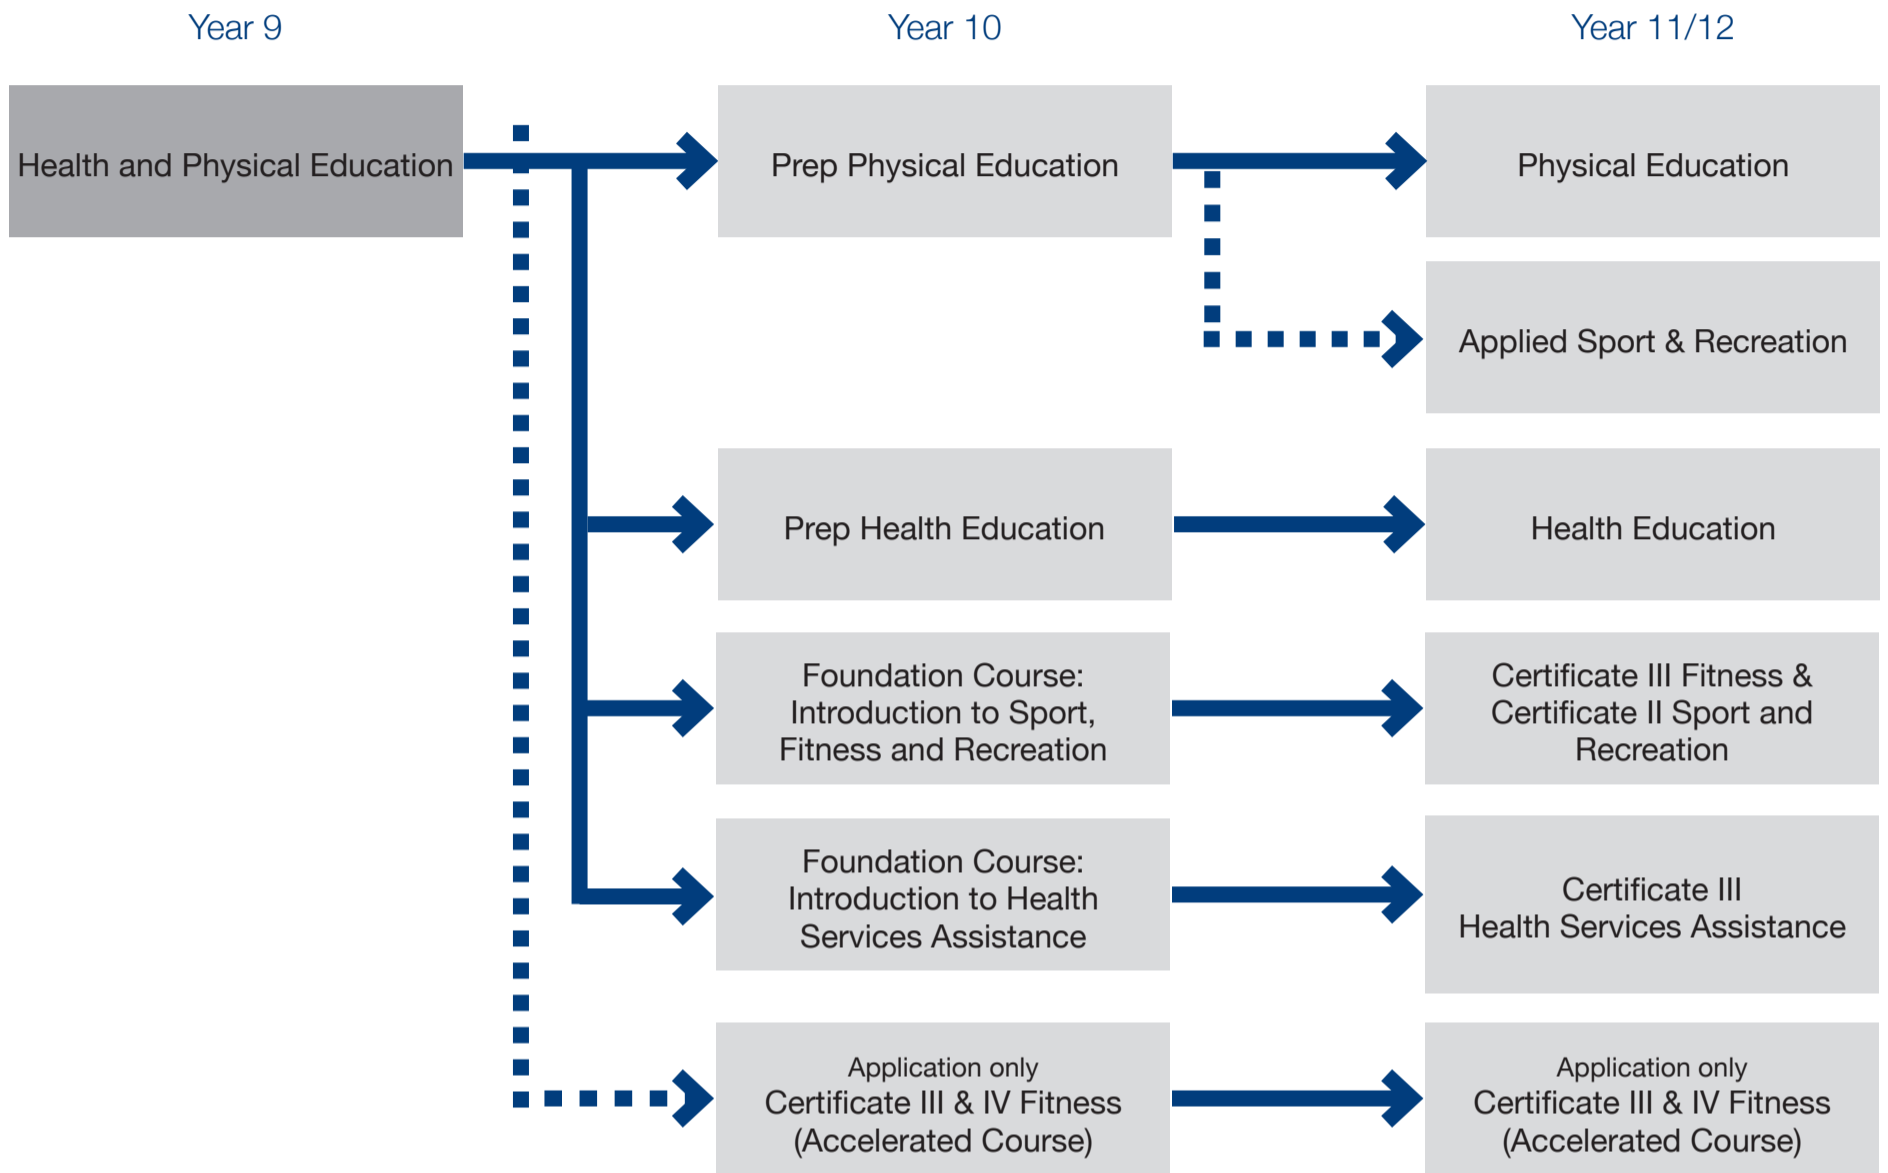 Year 9
Year 10
Year 11/12
Health and Physical Education
Prep Physical Education
Physical Education
Applied Sport & Recreation
Prep Health Education
Health Education
Foundation Course:
Introduction to Sport,
Fitness and Recreation
Certificate III Fitness &
Certificate II Sport and
Recreation
Foundation Course:
Introduction to Health
Services Assistance
Certificate III
Health Services Assistance
Application only
Certificate III & IV Fitness
(Accelerated Course)
Application only
Certificate III & IV Fitness
(Accelerated Course)